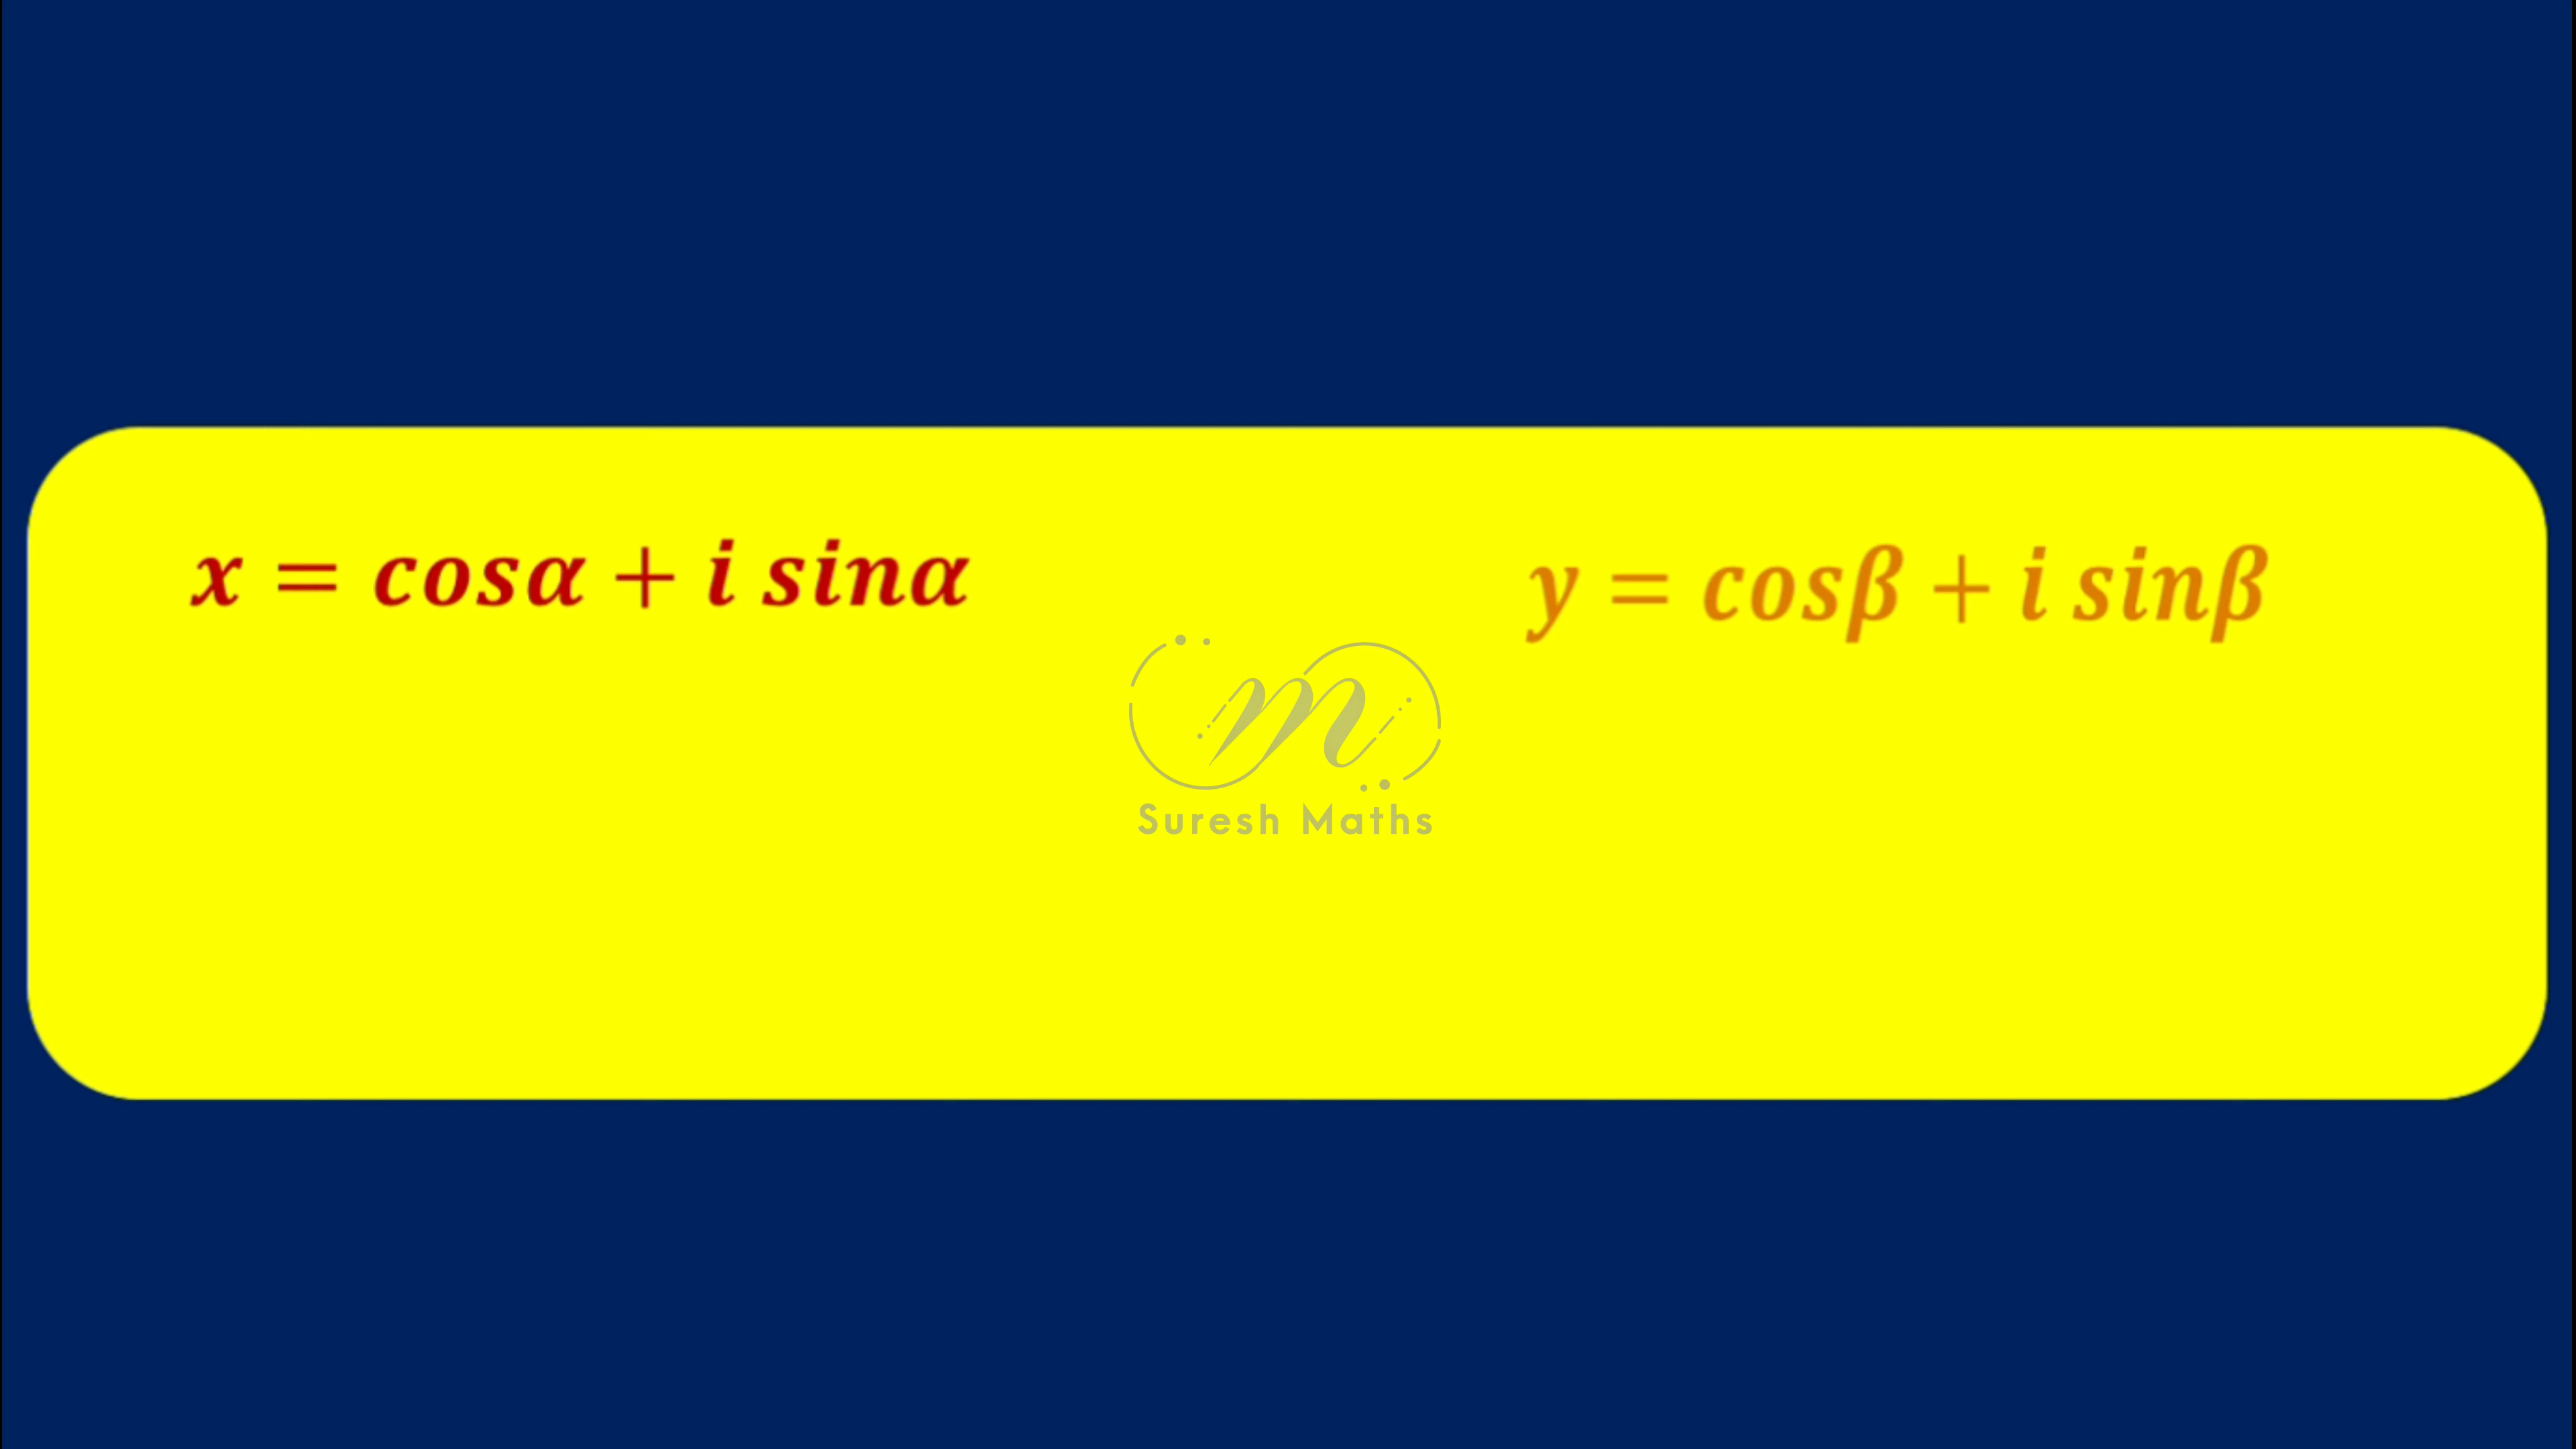 x = cosα + i sinα
y = cosβ + i sinβ
m
Suresh Maths